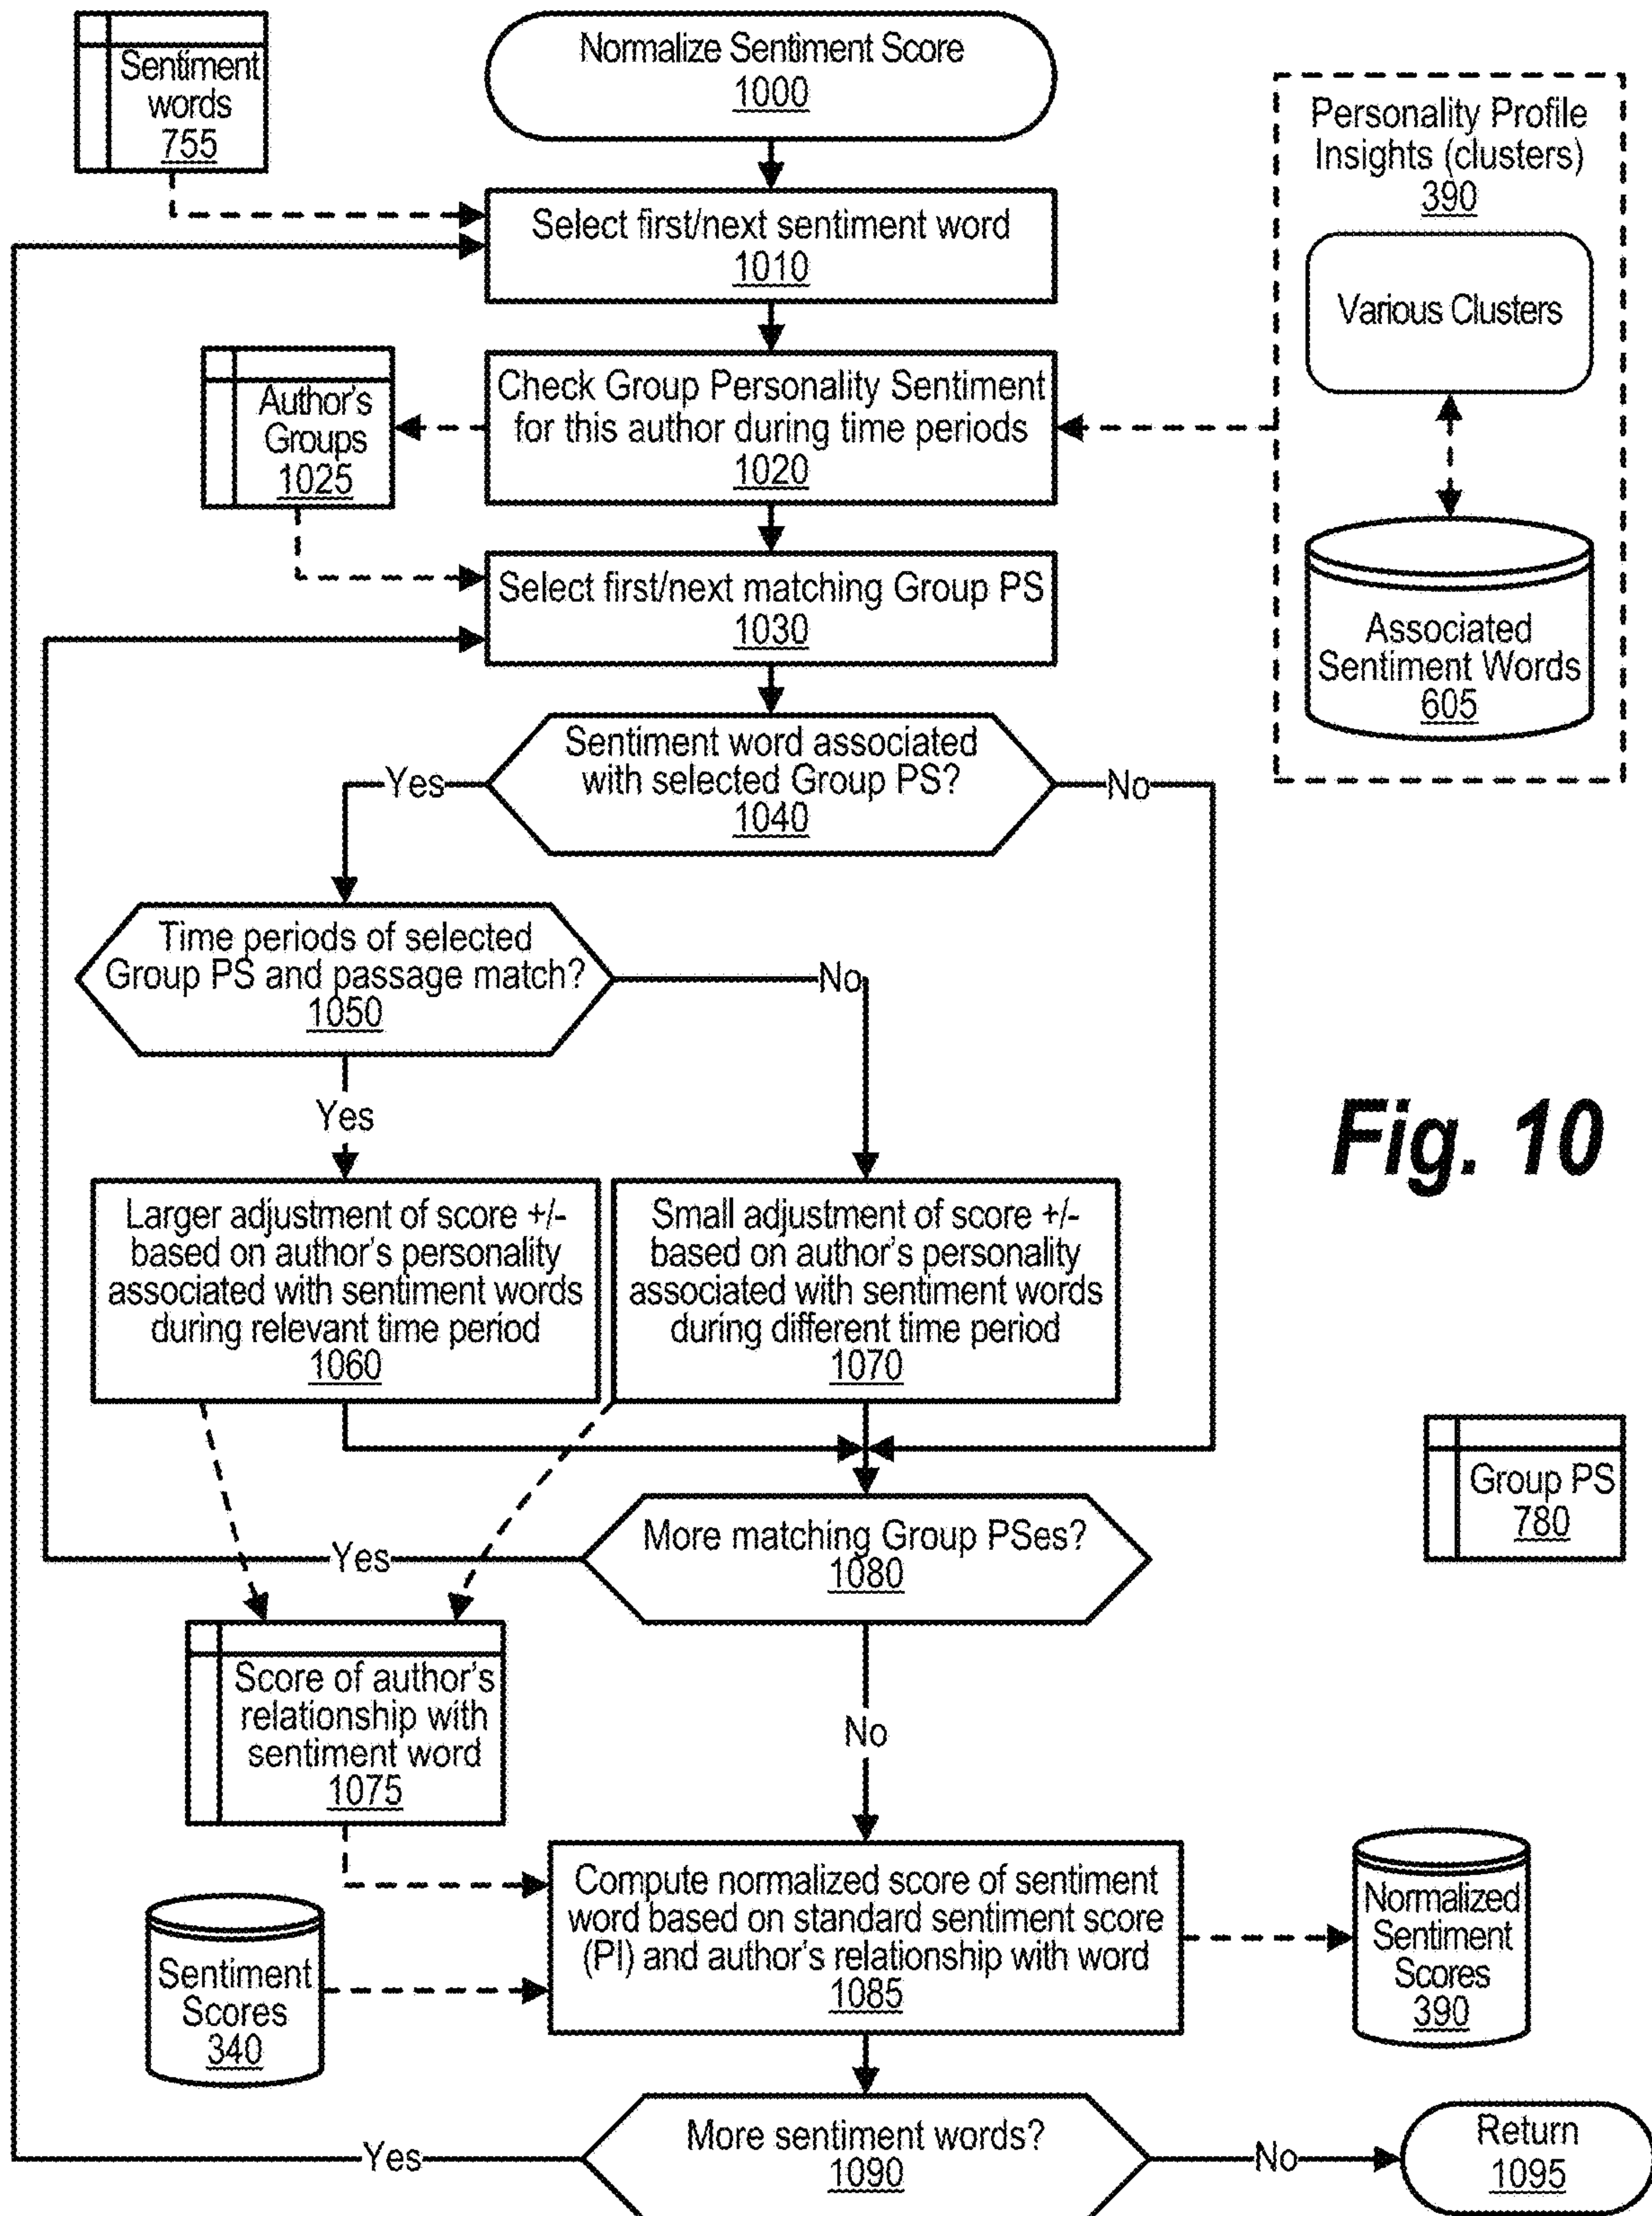 Sentiment
words
755
Normalize Sentiment Score
1000
Personality Profile
Insights (clusters)
390
Various Clusters
Associated
Sentiment Words
605
Select first/next sentiment word
1010
Author's
Groups
1025
Check Group Personality Sentiment
for this author during time periods
1020
Select first/next matching Group PS
1030
Sentiment word associated
with selected Group PS?
1040
Yes
No
Time periods of selected
Group PS and passage match?
1050
No
Yes
Fig. 10
Larger adjustment of score +/-
based on author's personality
associated with sentiment words
during relevant time period
1060
Small adjustment of score +/-
based on author's personality
associated with sentiment words
during different time period
1070
Group PS
780
More matching Group PSes?
1080
Yes
No
Score of author's
relationship with
sentiment word
1075
Sentiment
Scores
340
Compute normalized score of sentiment
word based on standard sentiment score
(PI) and author's relationship with word
1085
Normalized
Sentiment
Scores
390
More sentiment words?
1090
Yes
No
Return
1095